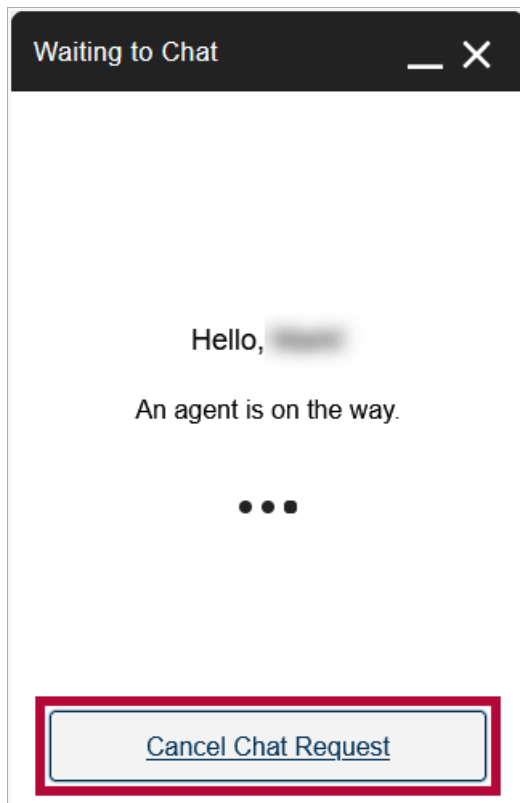 Waiting to Chat
Hello,
An agent is on the way.
Cancel Chat Request